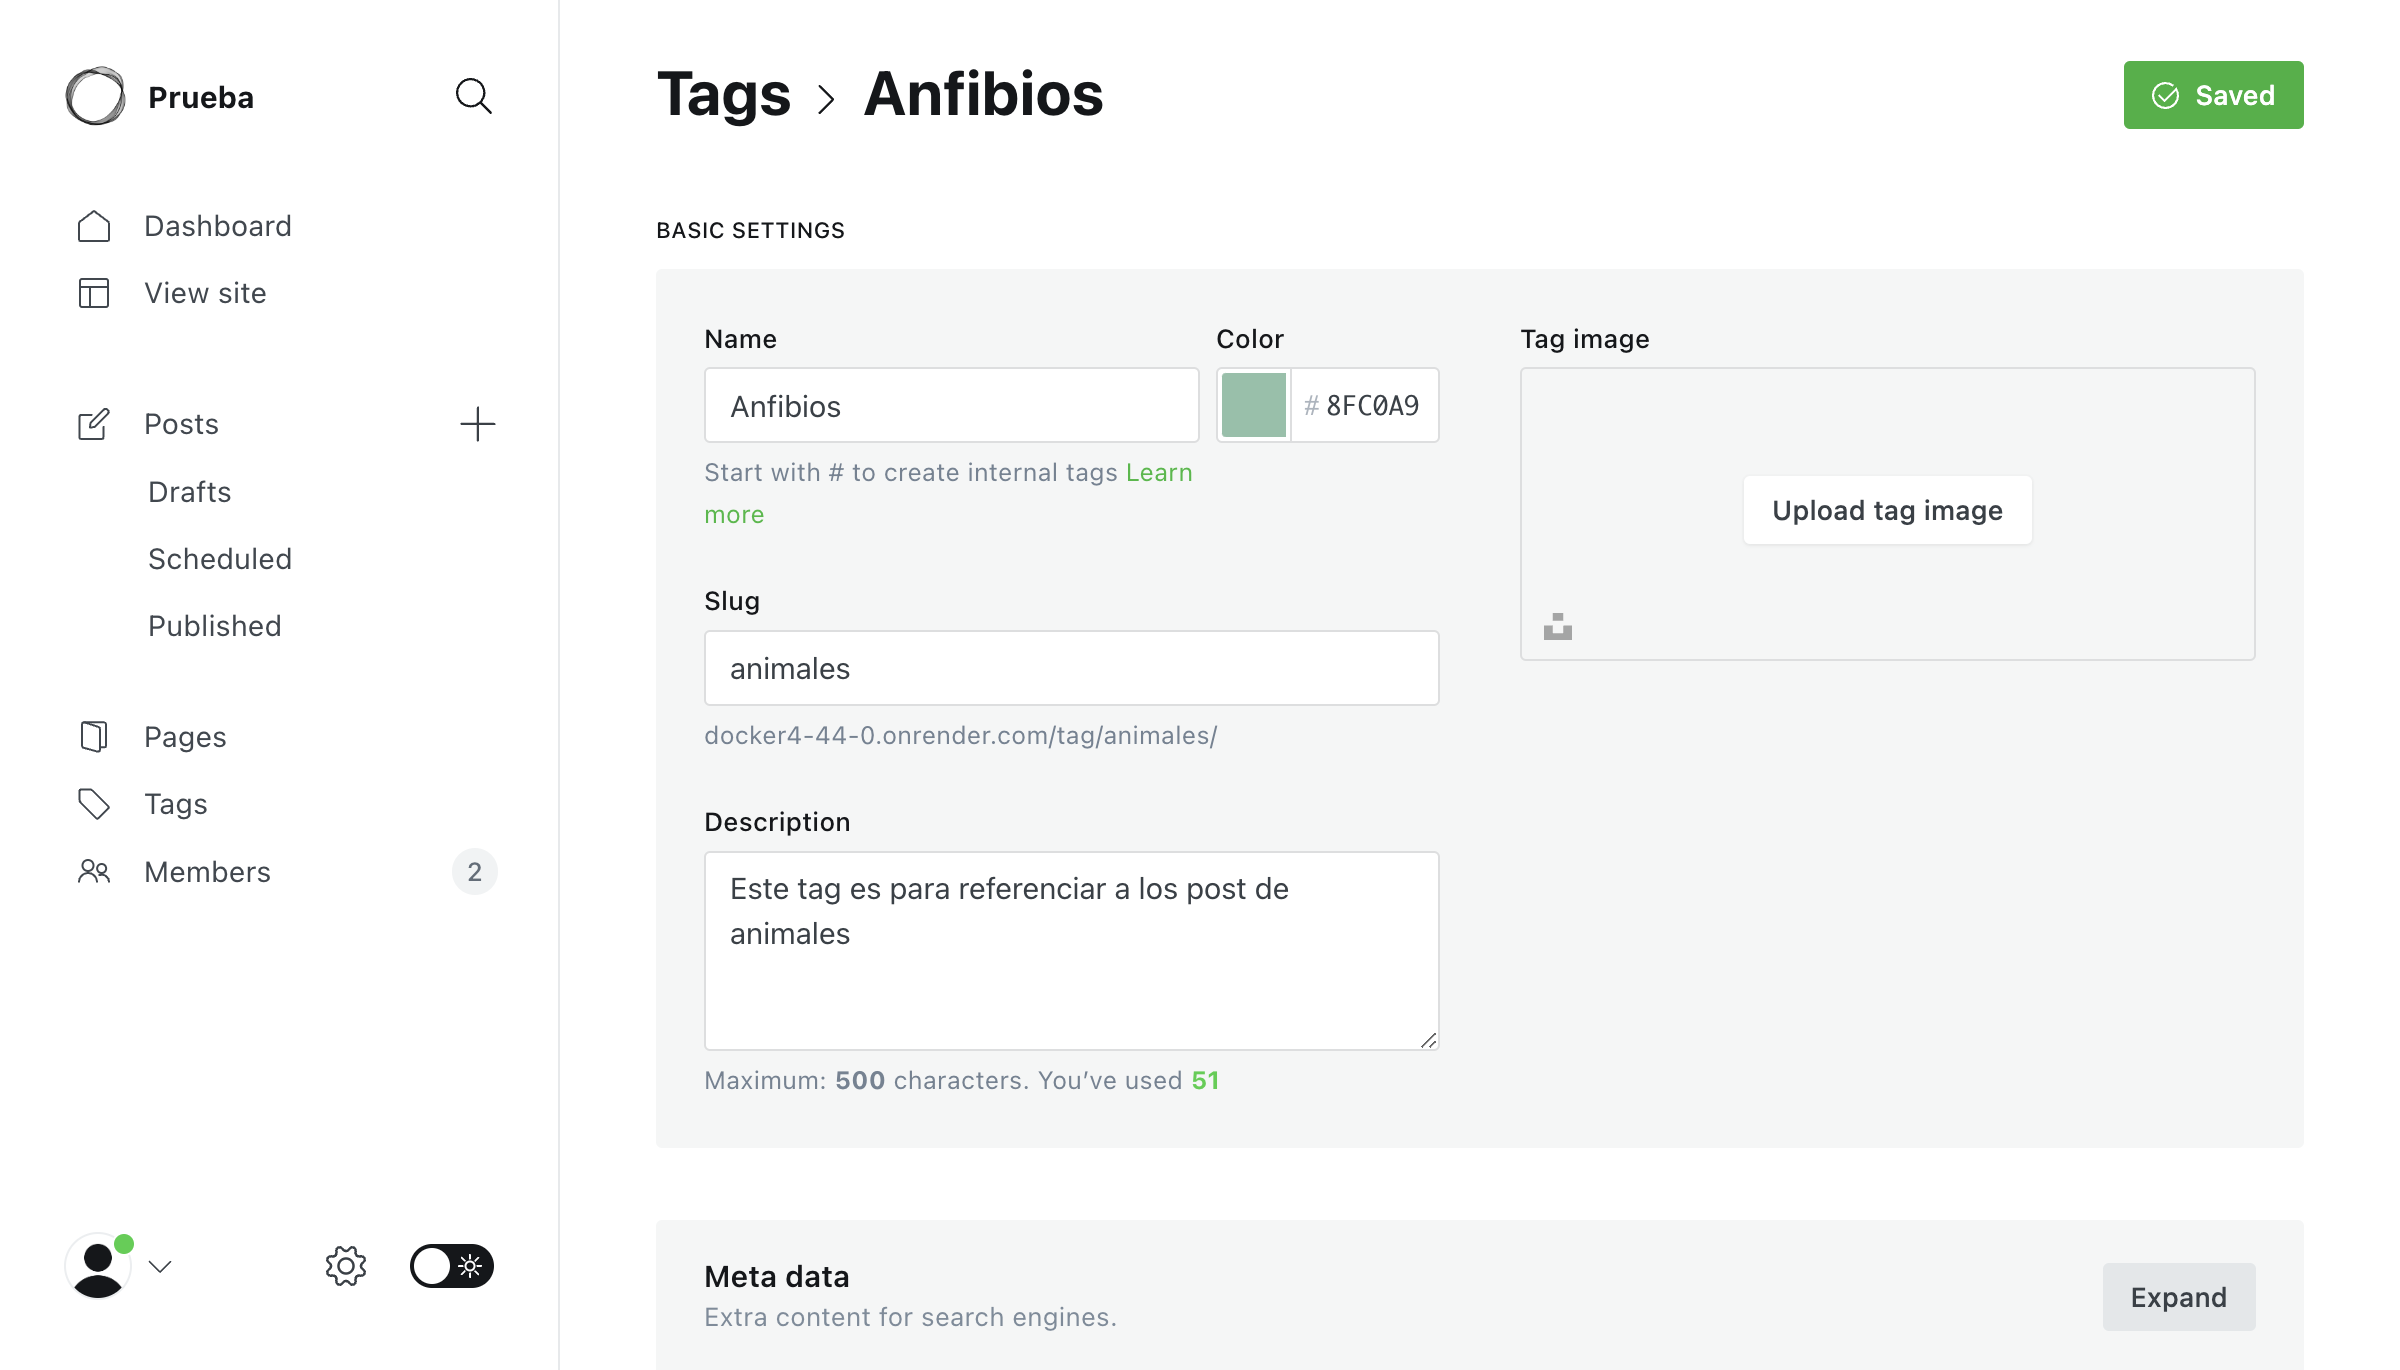 Prueba
Dashboard
View site
Posts
Drafts
Scheduled
Published
Pages
Tags
Members 2
Tags > Anfibios
Saved
BASIC SETTINGS
Name
Anfibios
Start with # to create internal tags Learn
more
Color
# 8FC0A9
Slug
animales
docker4-44-0.onrender.com/tag/animales/
Description
Este tag es para referenciar a los post de
animales
Maximum: 500 characters. You’ve used 51
Tag image
Upload tag image
Meta data
Extra content for search engines.
Expand